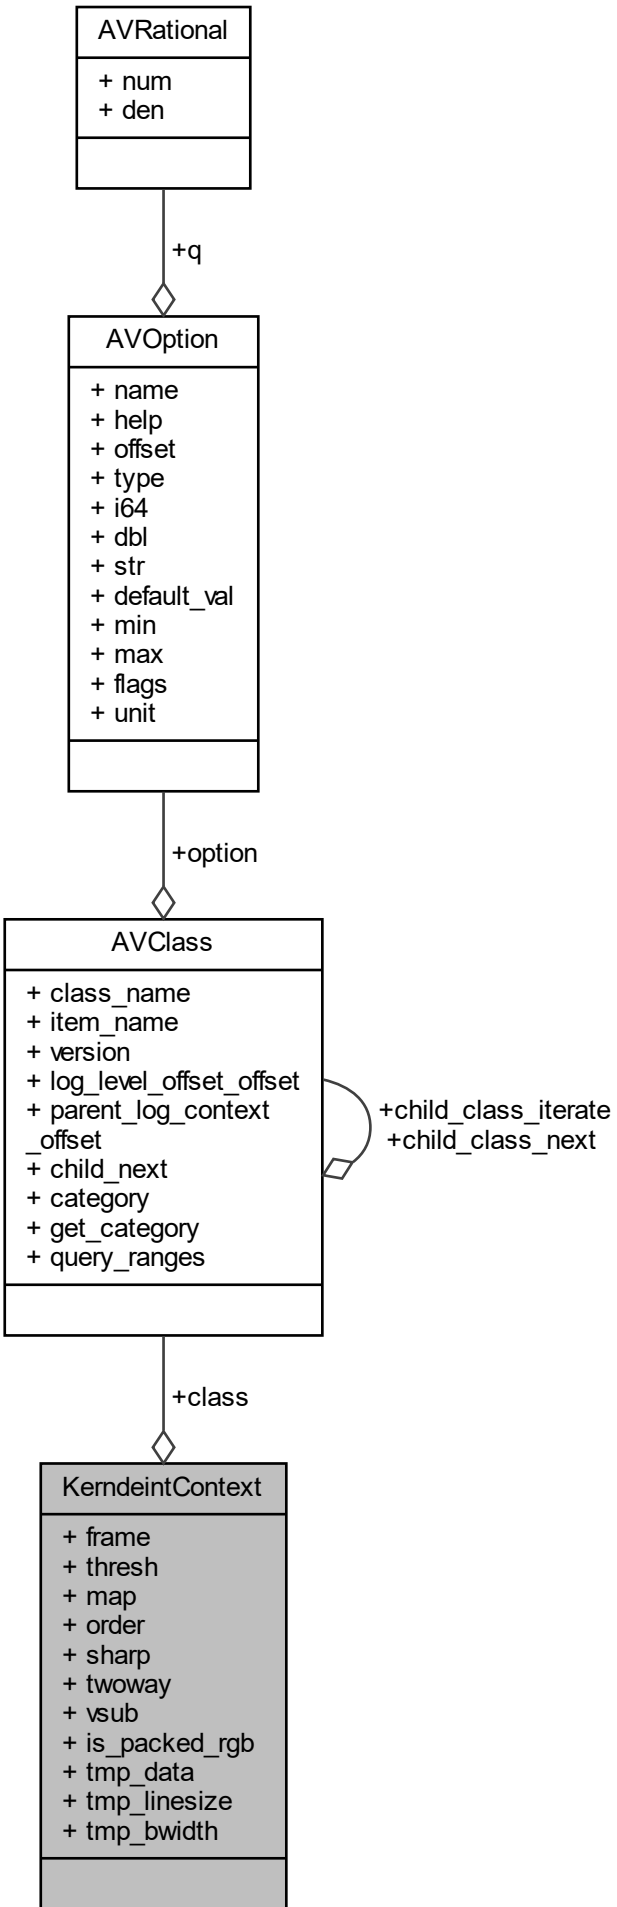 AVRational
+ num
+ den
+q
AVOption
+ name
+ help
+ offset
+ type
+ i64
+ dbl
+ str
+ default_val
+ min
+ max
+ flags
+ unit
+option
AVClass
+ class_name
+ item_name
+ version
+ log_level_offset_offset
+ parent_log_context
_offset
+ child_next
+ category
+ get_category
+ query_ranges
+child_class_iterate
+child_class_next
+class
KerndeintContext
+ frame
+ thresh
+ map
+ order
+ sharp
+ twoway
+ vsub
+ is_packed_rgb
+ tmp_data
+ tmp_linesize
+ tmp_bwidth